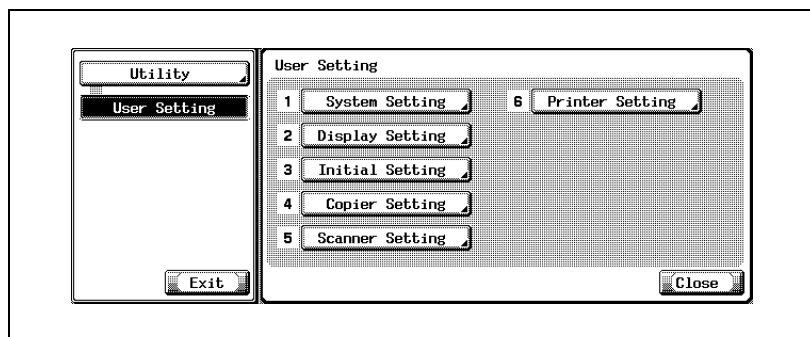 Utility
User Setting
Exit
User Setting
1 System Setting
2 Display Setting
3 Initial Setting
4 Copier Setting
5 Scanner Setting
6 Printer Setting
Close